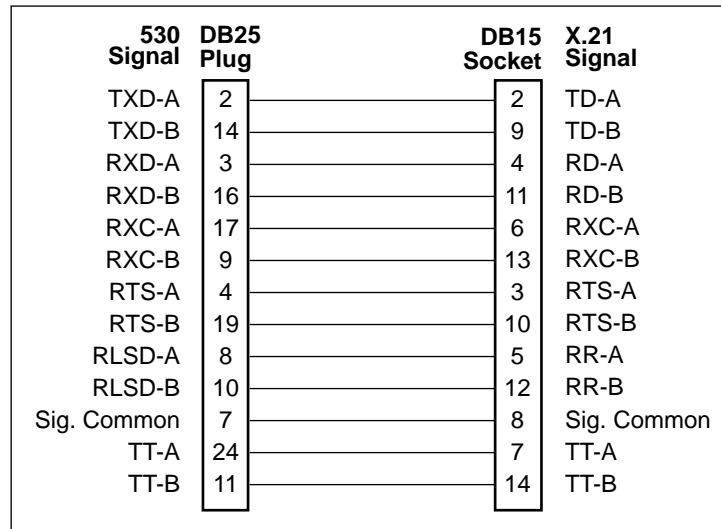 530 Signal DB25 Plug DB15 Socket X.21 Signal
TXD-A 2 2 TD-A
TXD-B 14 9 TD-B
RXD-A 3 4 RD-A
RXD-B 16 11 RD-B
RXC-A 17 6 RXC-A
RXC-B 9 13 RXC-B
RTS-A 4 3 RTS-A
RTS-B 19 10 RTS-B
RLSD-A 8 5 RR-A
RLSD-B 10 12 RR-B
Sig. Common 7 8 Sig. Common
TT-A 24 7 TT-A
TT-B 11 14 TT-B